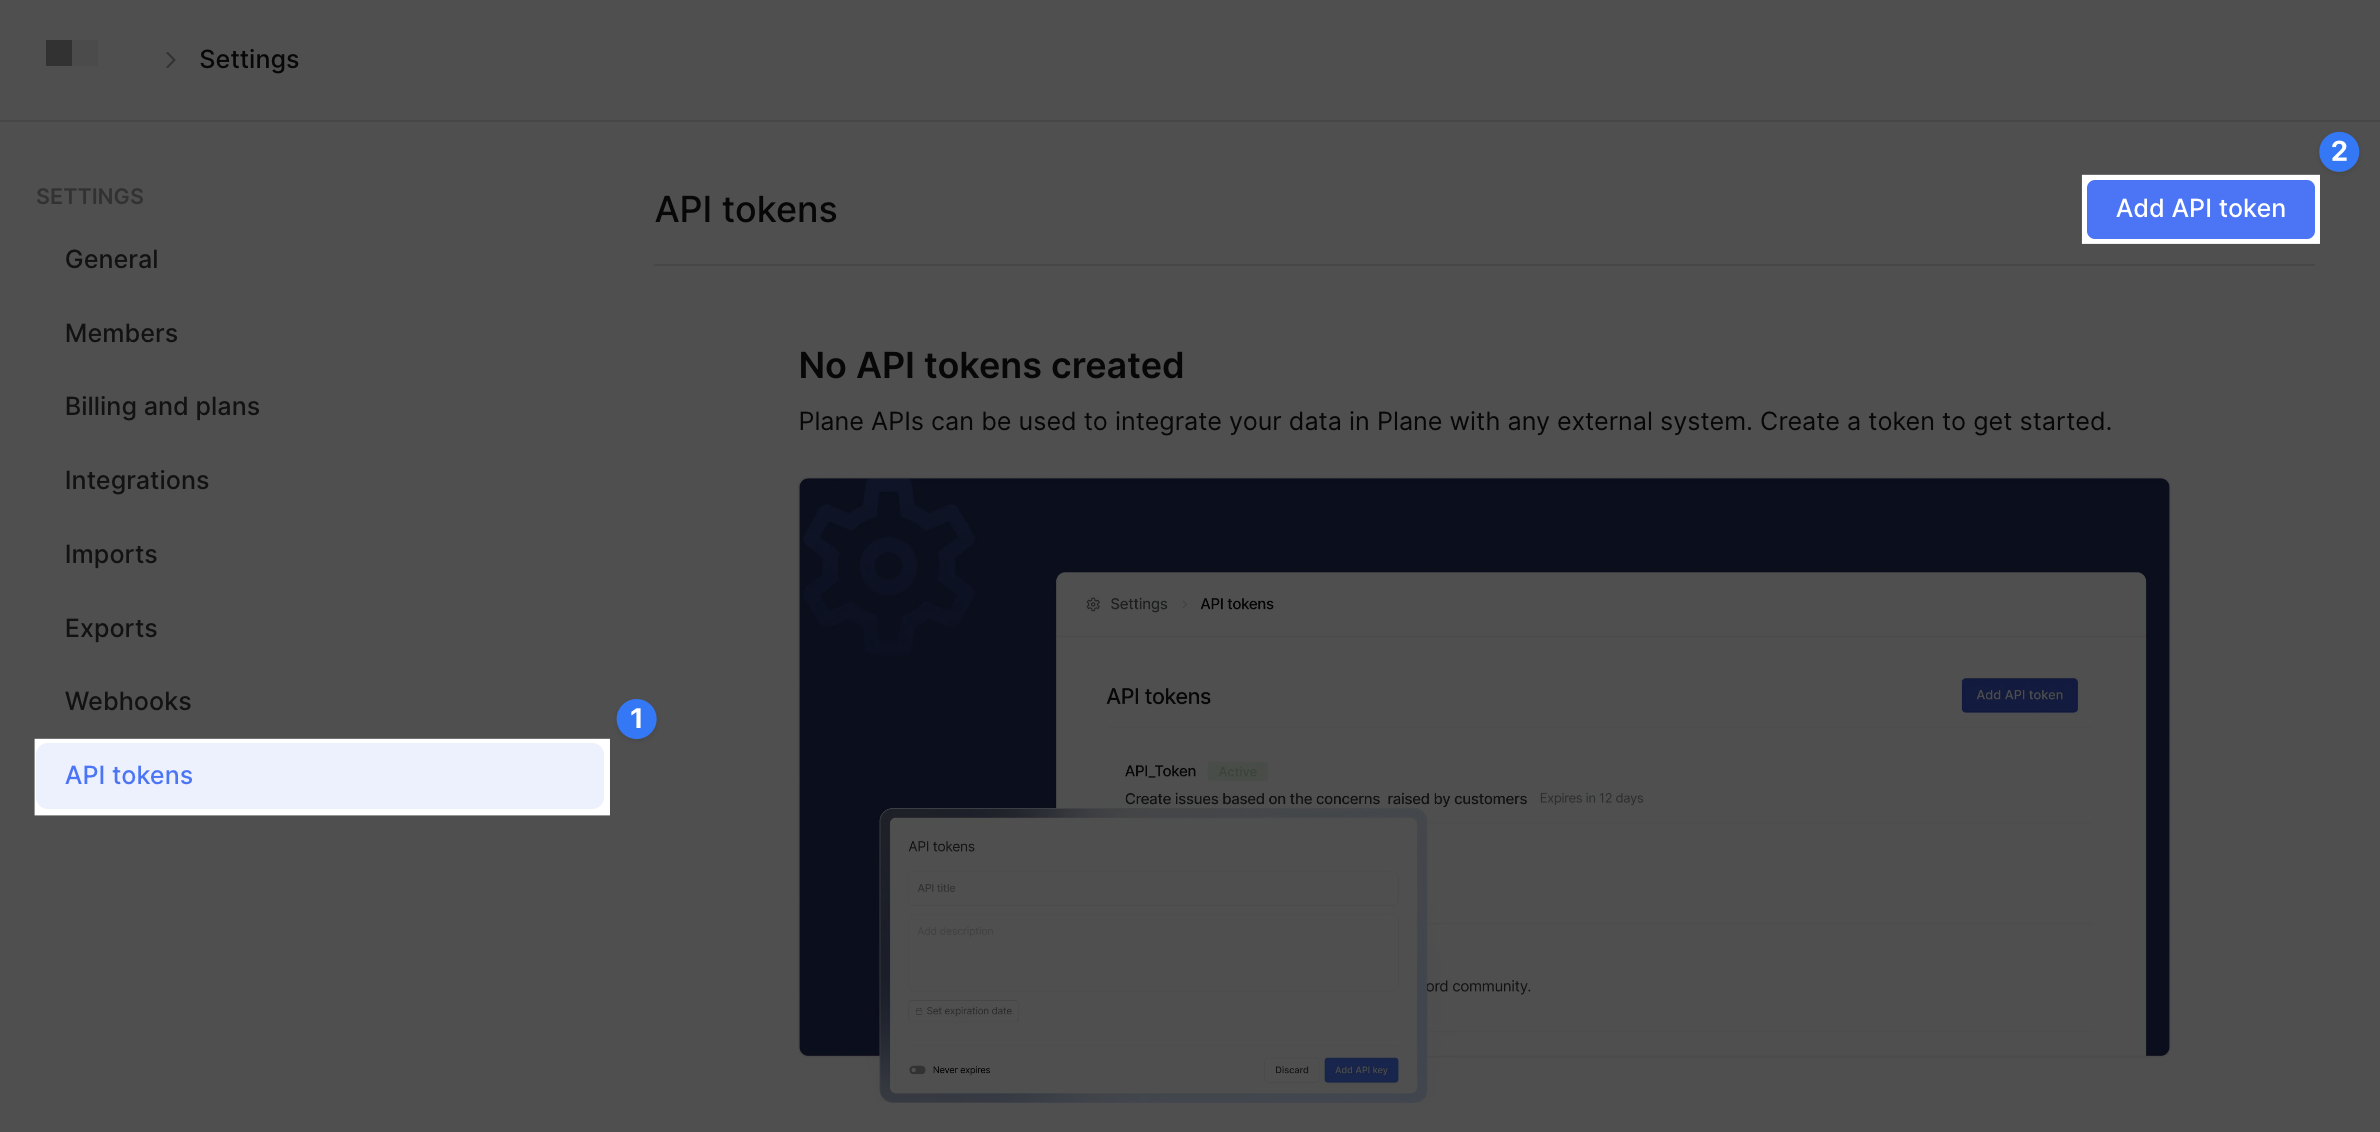 Settings
2
SETTINGS
API tokens
Add API token
General
Members
Billing and plans
Integrations
Imports
Exports
Webhooks
1
API tokens
No API tokens created
Plane APIs can be used to integrate your data in Plane with any external system. Create a token to get started.
Settings API tokens
API tokens
Add API token
API_Token Active
Create issues based on the concerns raised by customers Expires in 12 days
API tokens
API title
Add description
ord community.
Set expiration date
Never expires
Discard
Add API key